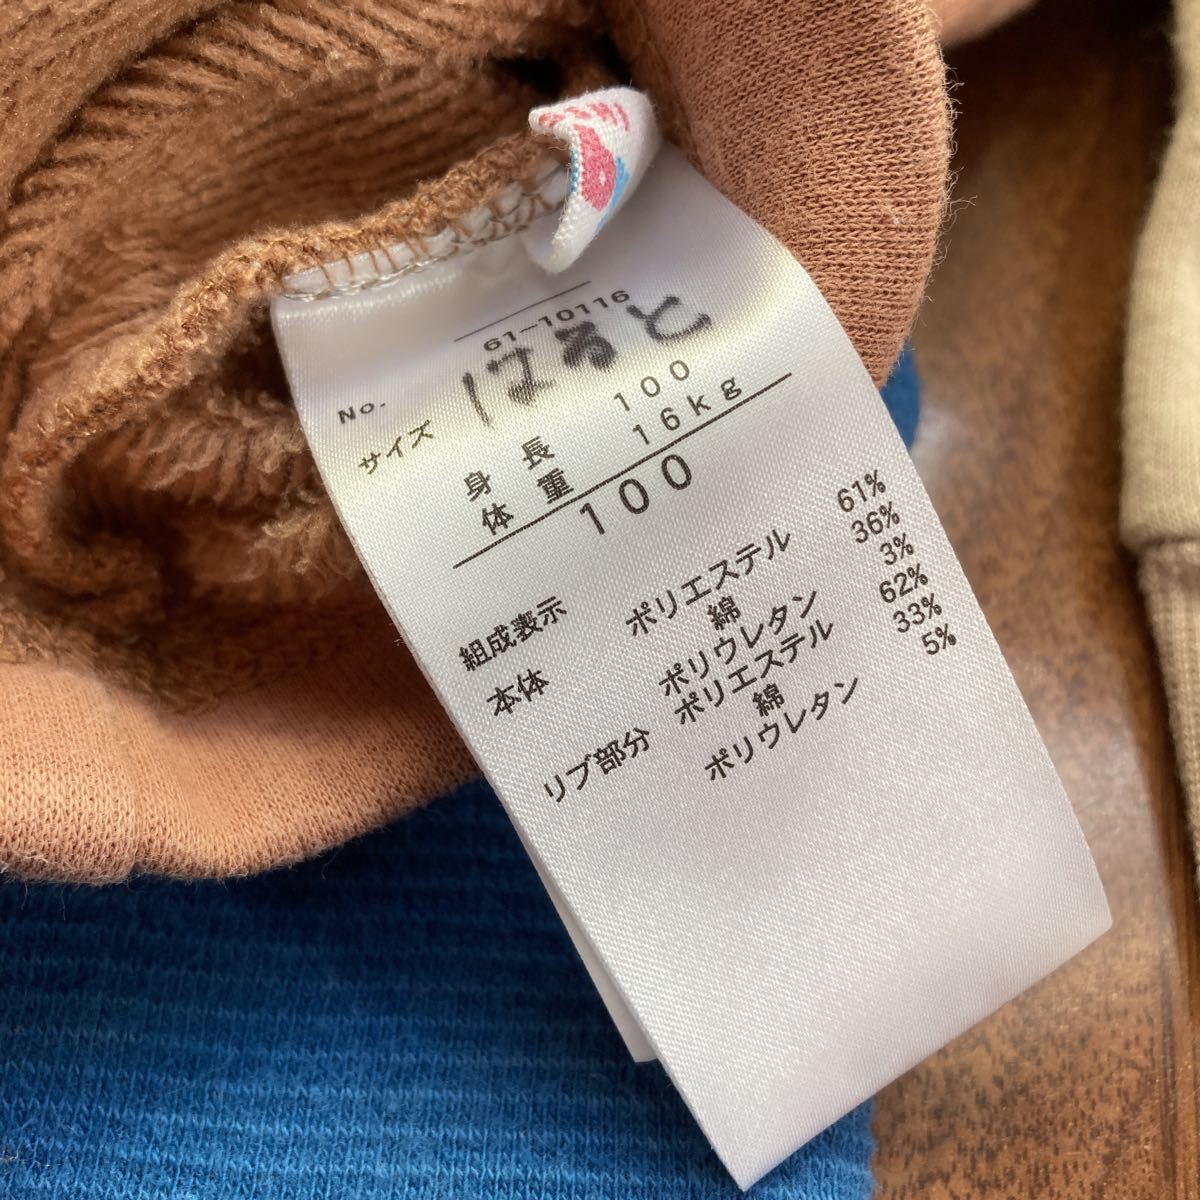 No. 61-10116
はると
サイズ
身長 100
体重 16kg
100
組成表示
本体 ポリエステル 61%
綿 36%
ポリウレタン 3%
リブ部分 ポリエステル 62%
綿 33%
ポリウレタン 5%